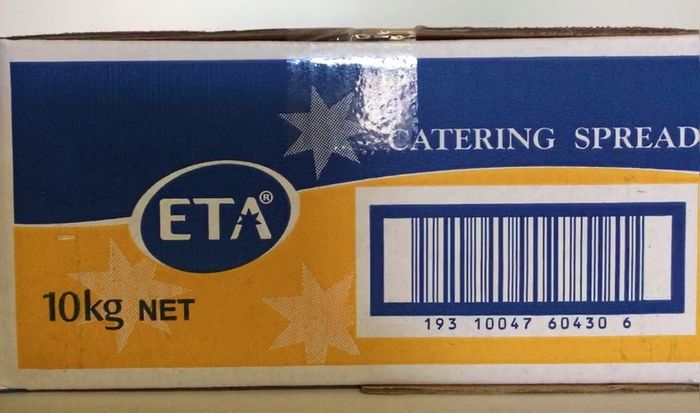 CATERING SPREAD
ETA®
10kg NET
193 10047 60430 6